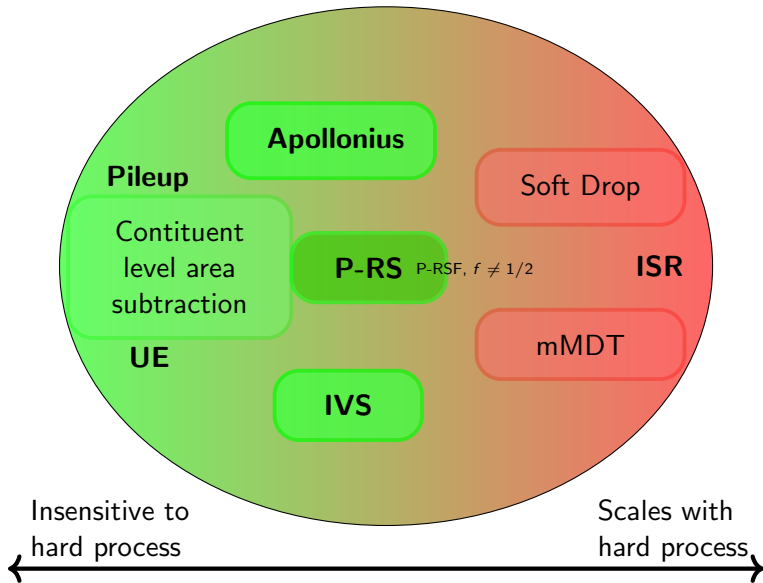 Apollonius
Pileup
Soft Drop
Contituent
level area
subtraction
P-RS
P-RSF, f ≠ 1/2
ISR
UE
mMDT
IVS
Insensitive to
hard process
Scales with
hard process